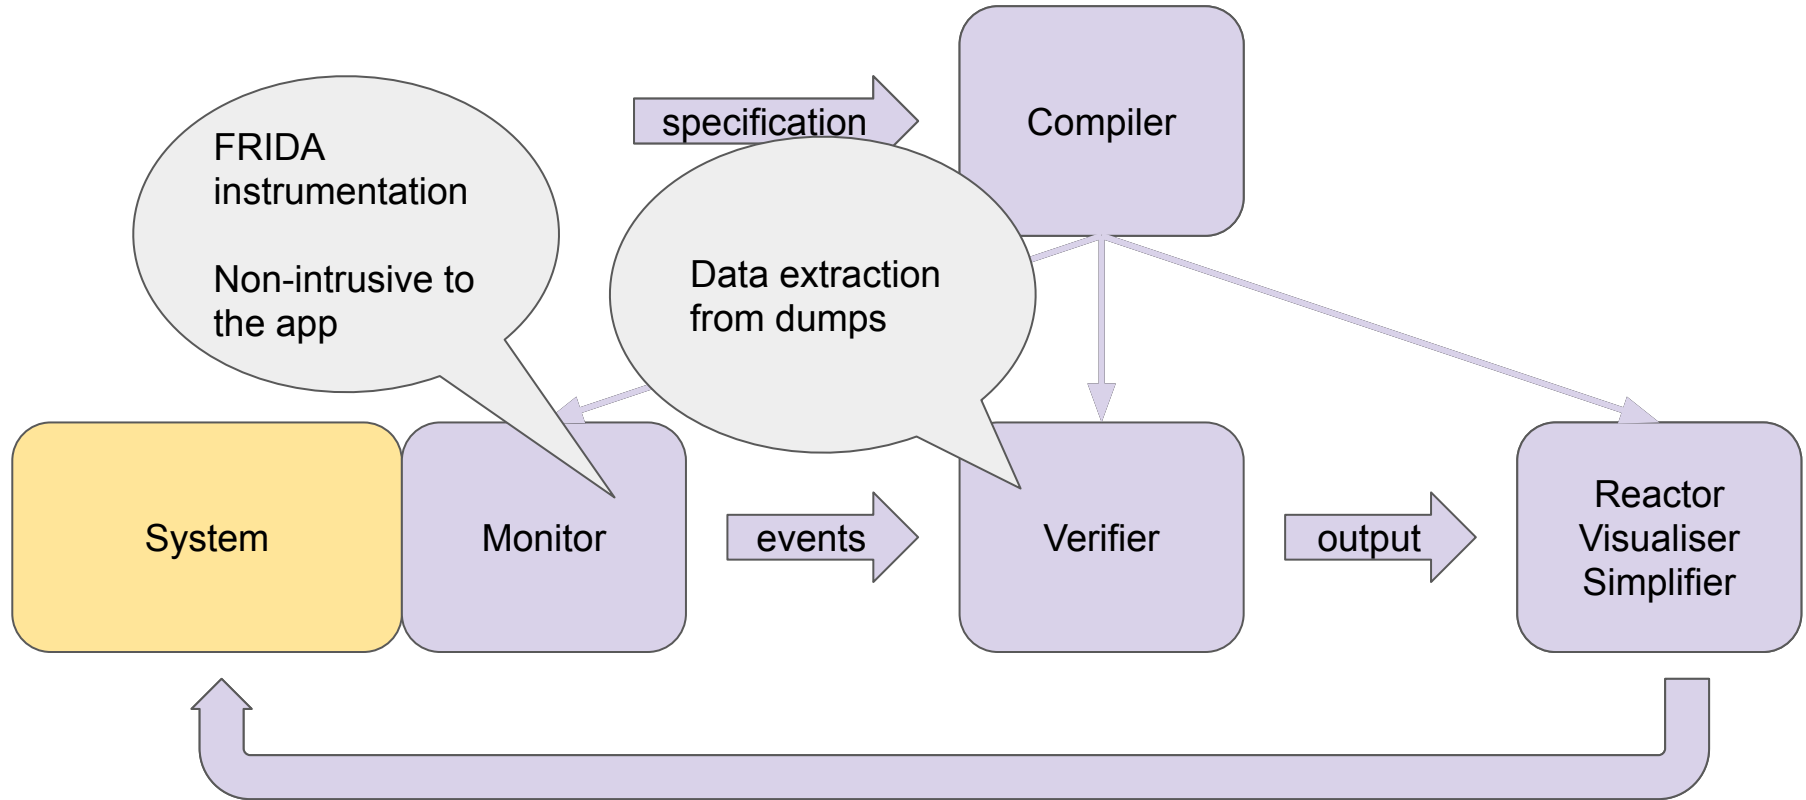 specification
Compiler
FRIDA
instrumentation
Non-intrusive to
the app
Data extraction
from dumps
System
Monitor
events
Verifier
output
Reactor
Visualiser
Simplifier